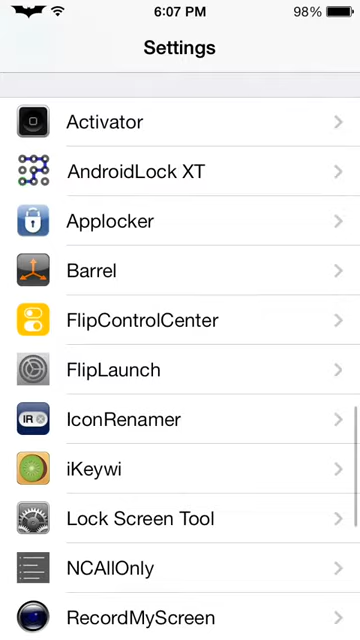 6:07 PM
98%
Settings
Activator
AndroidLock XT
Applocker
Barrel
FlipControlCenter
FlipLaunch
IR
IconRenamer
iKeywi
Lock Screen Tool
NCAllOnly
RecordMyScreen